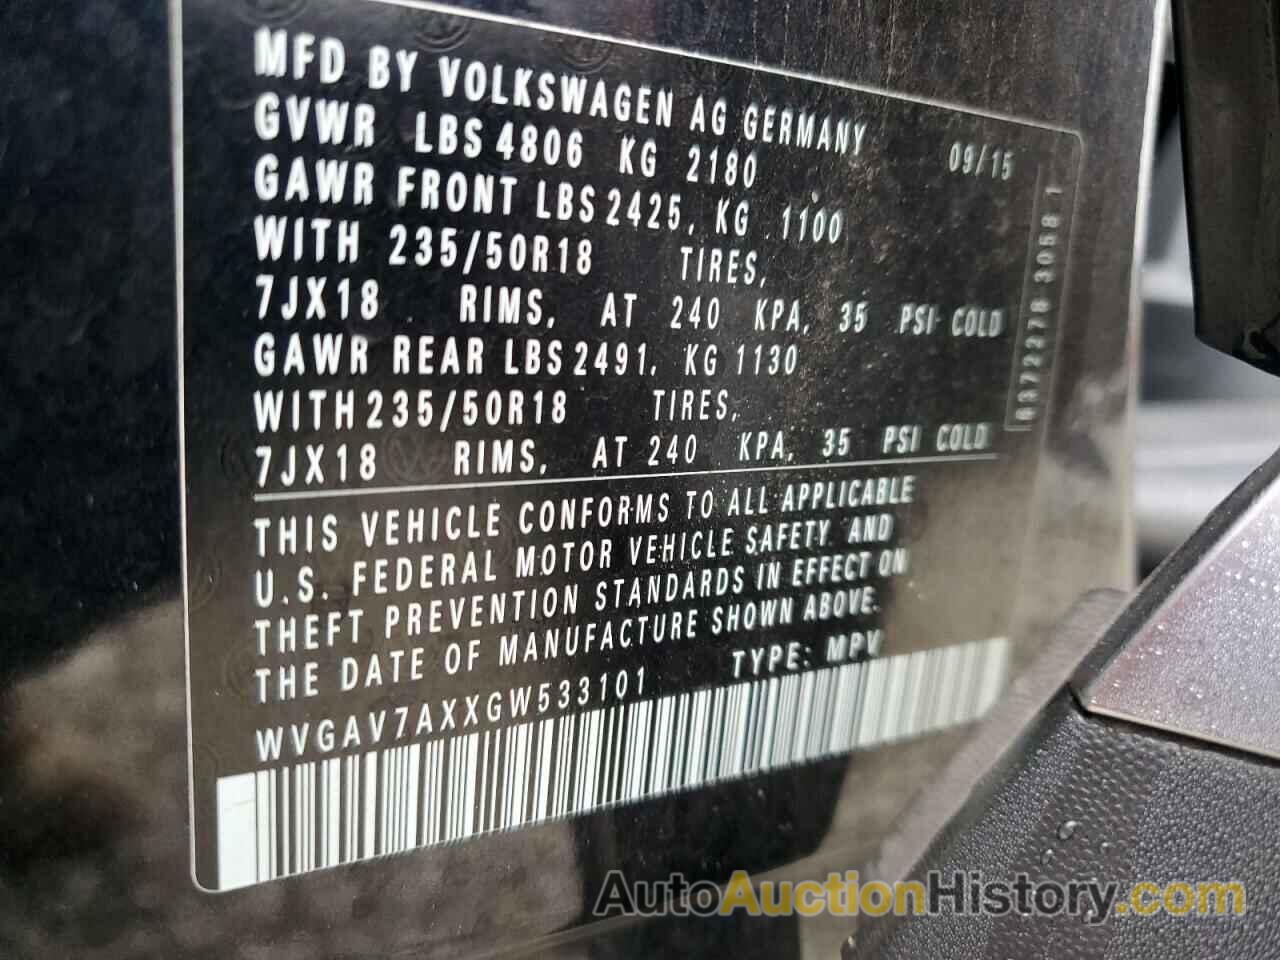 MFD BY VOLKSWAGEN AG GERMANY 09/15
GVWR LBS 4806 KG 2180
GAWR FRONT LBS 2425, KG 1100
WITH 235/50R18 TIRES,
7JX18 RIMS, AT 240 KPA, 35 PSI COLD
GAWR REAR LBS 2491, KG 1130
WITH 235/50R18 TIRES,
7JX18 RIMS, AT 240 KPA, 35 PSI COLD
THIS VEHICLE CONFORMS TO ALL APPLICABLE
U.S. FEDERAL MOTOR VEHICLE SAFETY AND
THEFT PREVENTION STANDARDS IN EFFECT ON
THE DATE OF MANUFACTURE SHOWN ABOVE.
WVGAV7AXXGW533101 TYPE: MPV
AutoAuctionHistory.com